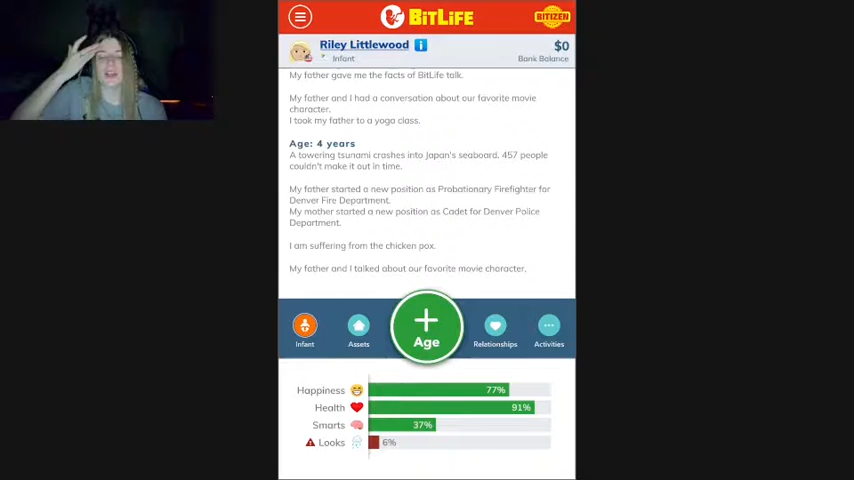 BITLIFE
BITIZEN
Riley Littlewood
$0
Infant
Bank Balance
My father gave me the facts of BitLife talk.
My father and I had a conversation about our favorite movie
character.
I took my father to a yoga class.
Age: 4 years
A towering tsunami crashes into Japan's seaboard. 457 people
couldn't make it out in time.
My father started a new position as Probationary Firefighter for
Denver Fire Department.
My mother started a new position as Cadet for Denver Police
Department.
I am suffering from the chicken pox.
My father and I talked about our favorite movie character.
Infant
Assets
Age
Relationships
Activities
Happiness 77%
Health 91%
Smarts 37%
Looks 6%